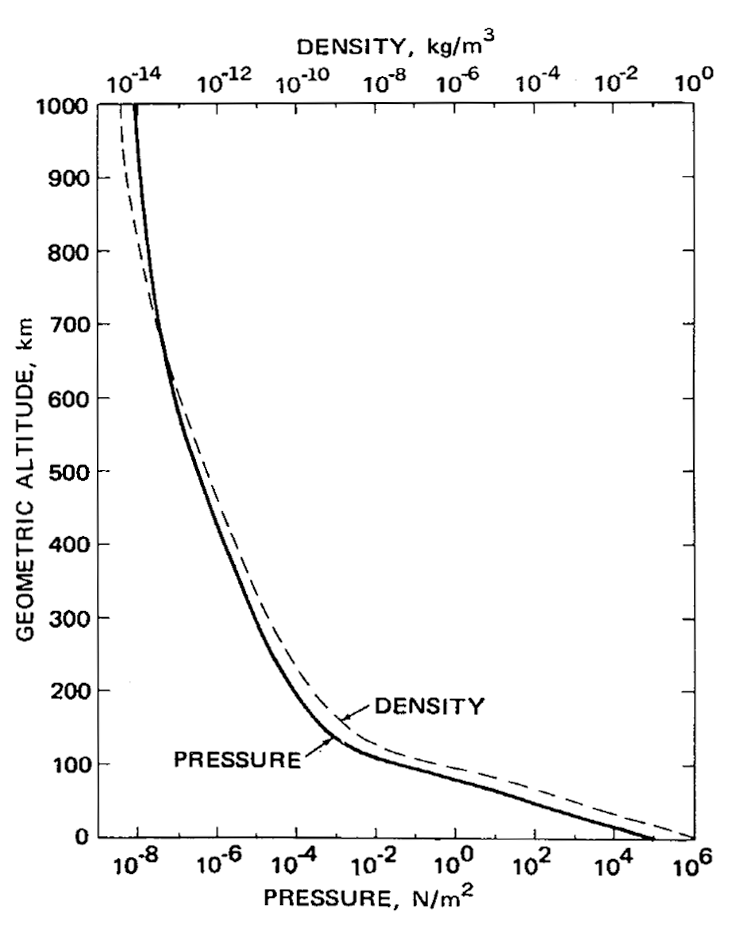 DENSITY, kg/m³
10⁻¹⁴ 10⁻¹² 10⁻¹⁰ 10⁻⁸ 10⁻⁶ 10⁻⁴ 10⁻² 10⁰
1000
900
800
700
600
500
400
300
200
100
0
GEOMETRIC ALTITUDE, km
DENSITY
PRESSURE
10⁻⁸ 10⁻⁶ 10⁻⁴ 10⁻² 10⁰ 10² 10⁴ 10⁶
PRESSURE, N/m²